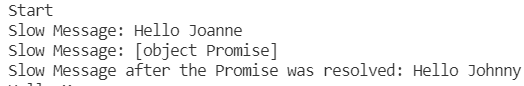 Start
Slow Message: Hello Joanne
Slow Message: [object Promise]
Slow Message after the Promise was resolved: Hello Johnny